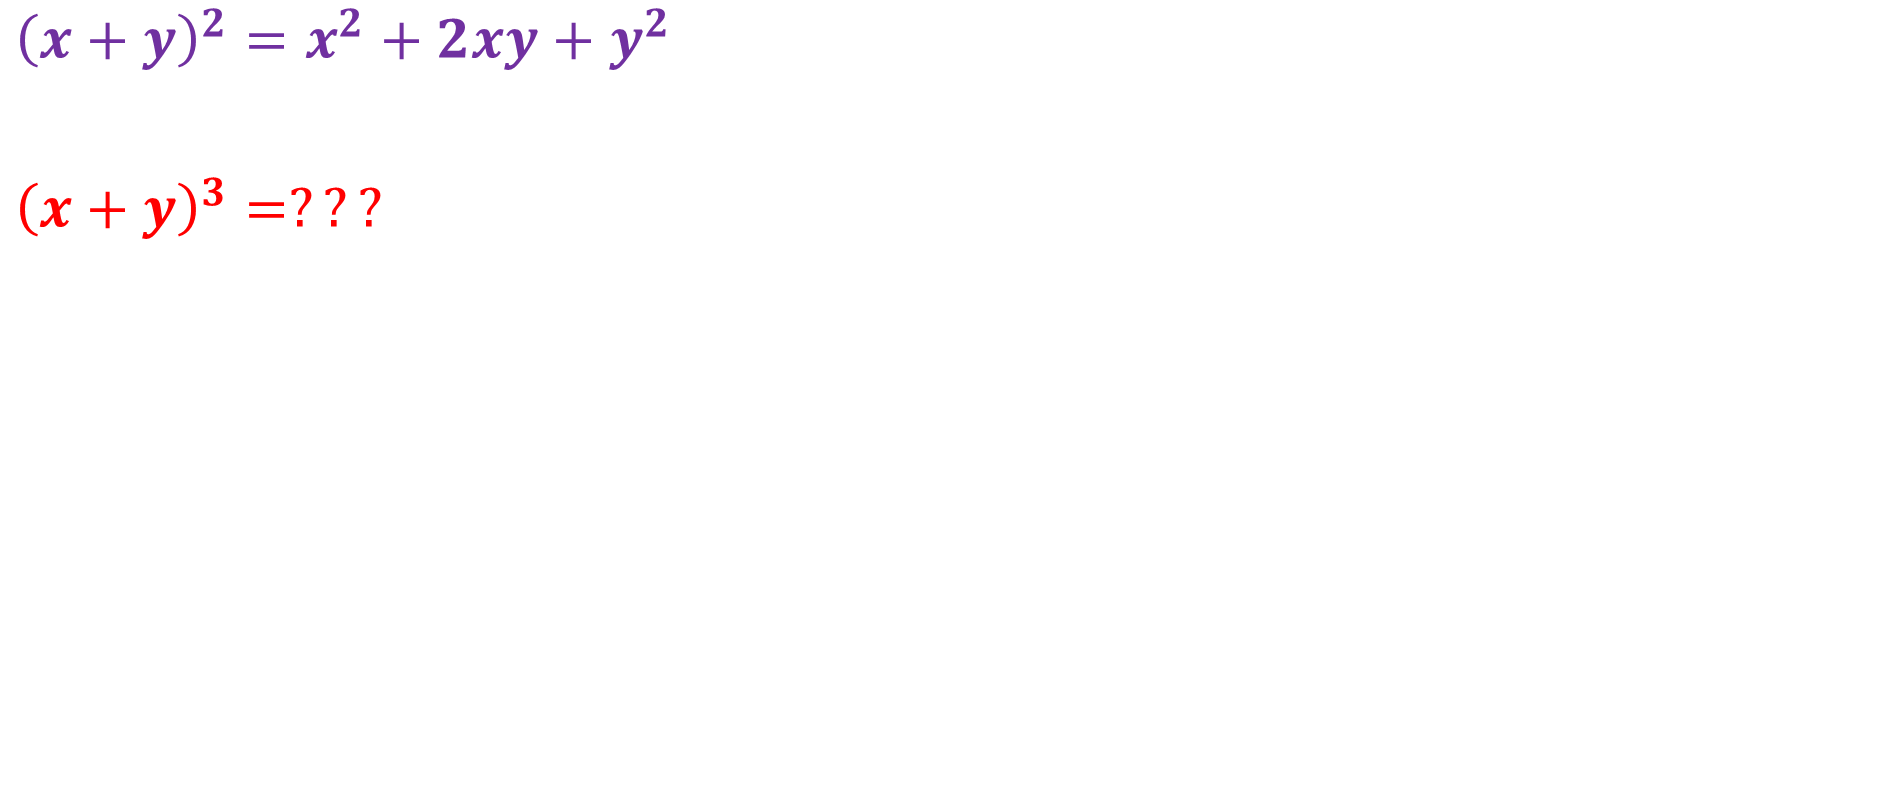 (x + y)² = x² + 2xy + y²
(x + y)³ =???